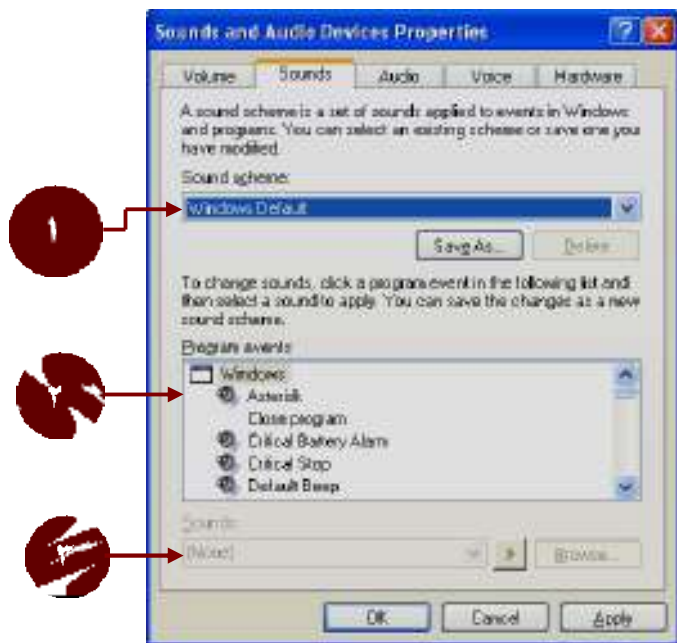 Sounds and Audio Devices Properties
Volume Sounds Audio Voice Hardware
A sound scheme is a set of sounds applied to events in Windows
and programs. You can select an existing scheme or save one you
have modified.
Sound scheme:
1
Windows Default
Save As... Delete
To change sounds, click a program event in the following list and
then select a sound to apply. You can save the changes as a new
sound scheme.
Program events:
Windows
Asterisk
Close program
Critical Battery Alarm
Critical Stop
Default Beep
Sounds:
(None) Browse...
OK Cancel Apply